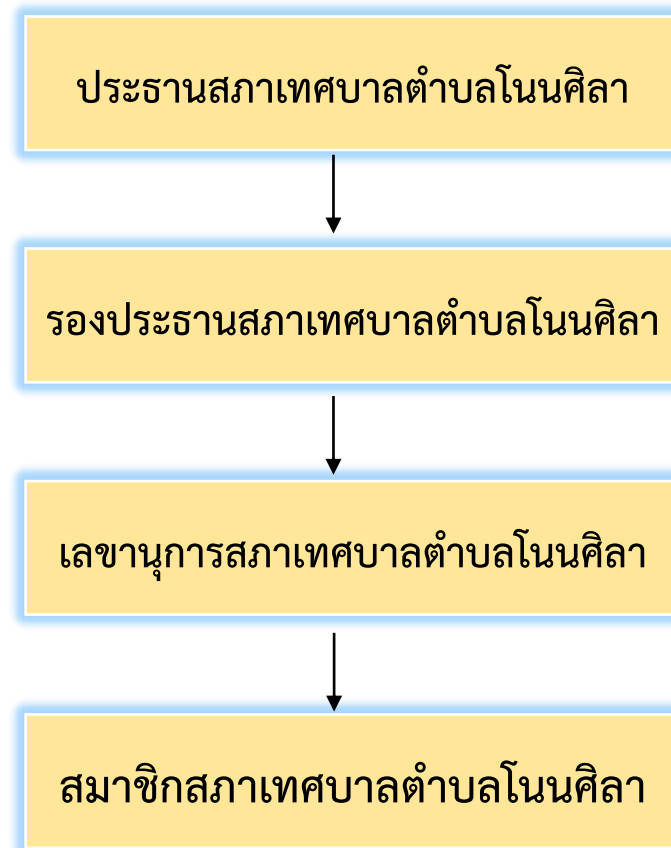 ประธานสภาเทศบาลตำบลโนนศิลา
รองประธานสภาเทศบาลตำบลโนนศิลา
เลขานุการสภาเทศบาลตำบลโนนศิลา
สมาชิกสภาเทศบาลตำบลโนนศิลา